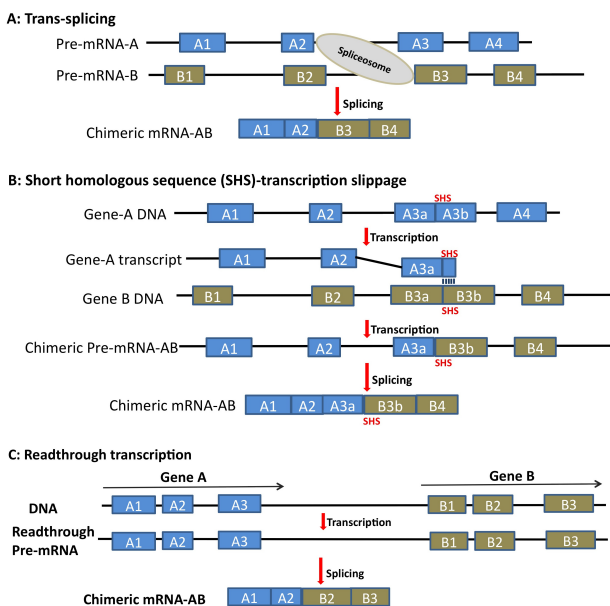 A: Trans-splicing
Pre-mRNA-A A1 A2 A3 A4
Spliceosome
Pre-mRNA-B B1 B2 B3 B4
Splicing
Chimeric mRNA-AB A1 A2 B3 B4
B: Short homologous sequence (SHS)-transcription slippage
SHS
Gene-A DNA A1 A2 A3a A3b A4
Transcription
SHS
Gene-A transcript A1 A2 A3a
Gene B DNA B1 B2 B3a B3b B4
SHS
Transcription
Chimeric Pre-mRNA-AB A1 A2 A3a B3b B4
SHS
Splicing
Chimeric mRNA-AB A1 A2 A3a B3b B4
SHS
C: Readthrough transcription
Gene A Gene B
DNA A1 A2 A3 B1 B2 B3
Transcription
Readthrough
Pre-mRNA A1 A2 A3 B1 B2 B3
Splicing
Chimeric mRNA-AB A1 A2 B2 B3